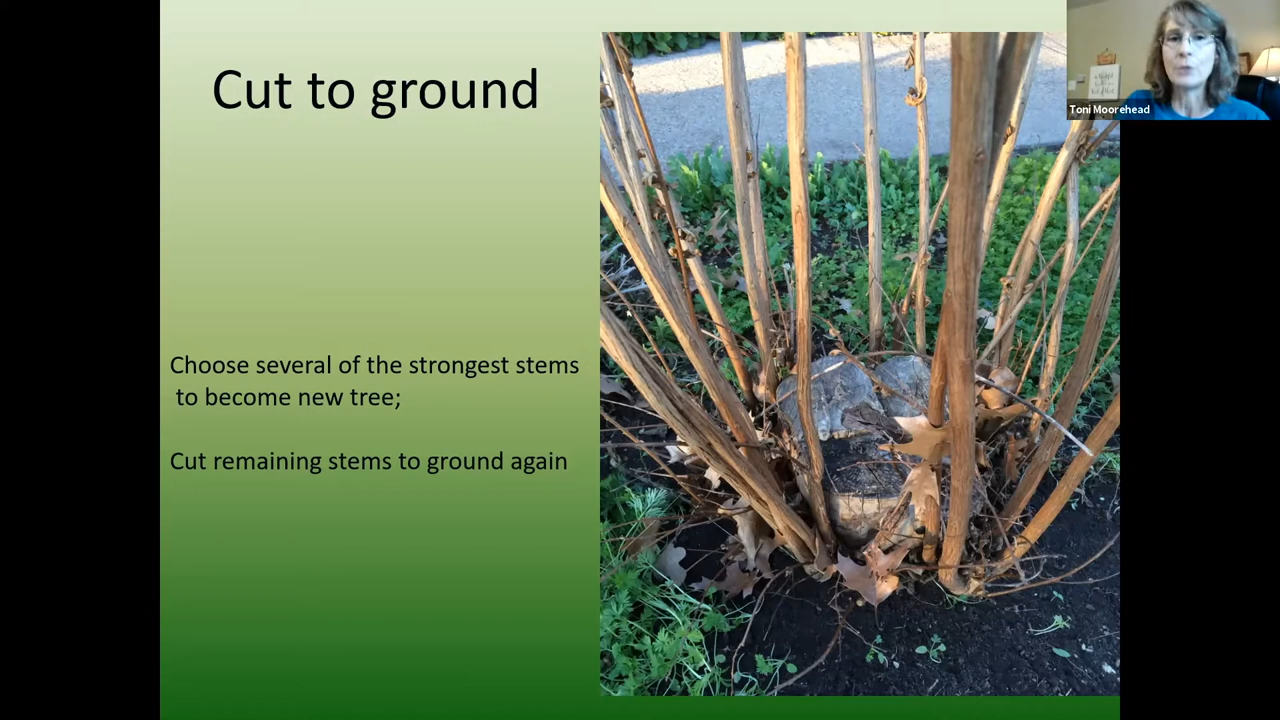 Cut to ground
Toni Moorehead
Choose several of the strongest stems
to become new tree;
Cut remaining stems to ground again